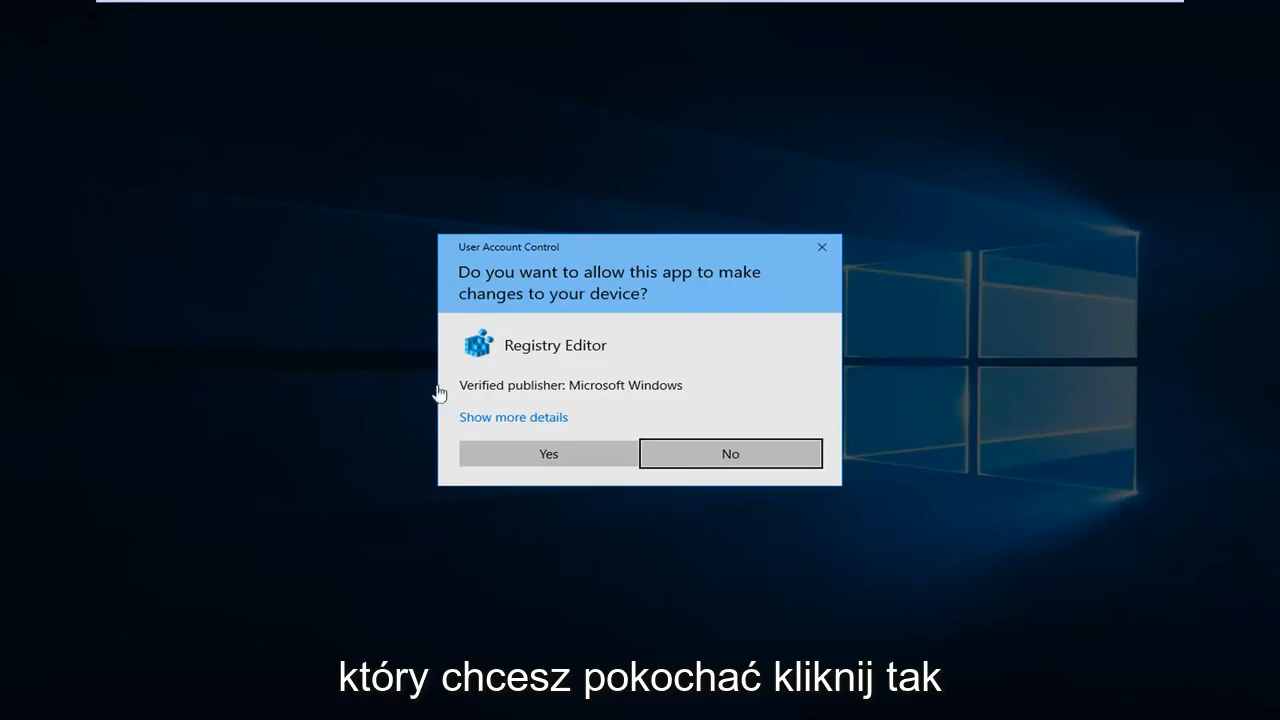 User Account Control
Do you want to allow this app to make
changes to your device?
Registry Editor
Verified publisher: Microsoft Windows
Show more details
Yes No
który chcesz pokochać kliknij tak